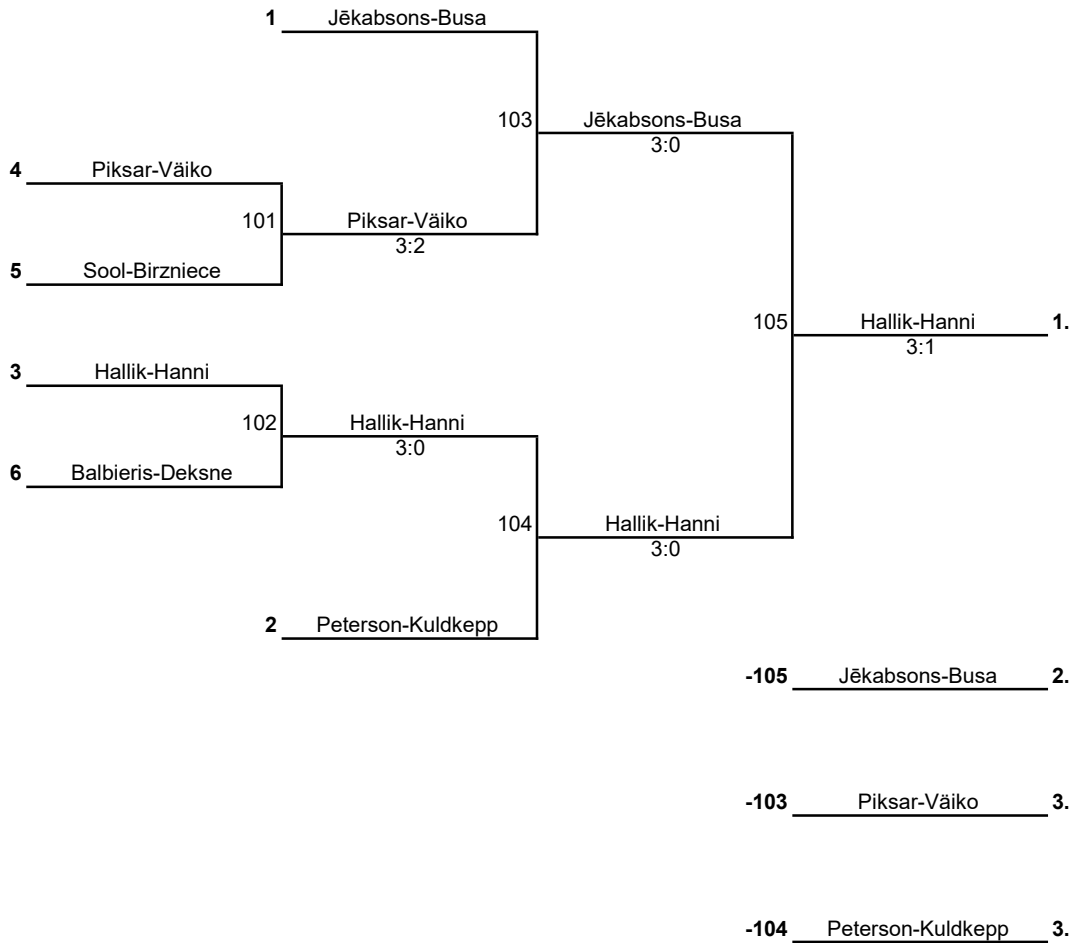 1 Jēkabsons-Busa
103 Jēkabsons-Busa
3:0
4 Piksar-Väiko
101 Piksar-Väiko
3:2
5 Sool-Birzniece
105 Hallik-Hanni 1.
3:1
3 Hallik-Hanni
102 Hallik-Hanni
3:0
6 Balbieris-Deksne
104 Hallik-Hanni
3:0
2 Peterson-Kuldkepp
-105 Jēkabsons-Busa 2.
-103 Piksar-Väiko 3.
-104 Peterson-Kuldkepp 3.